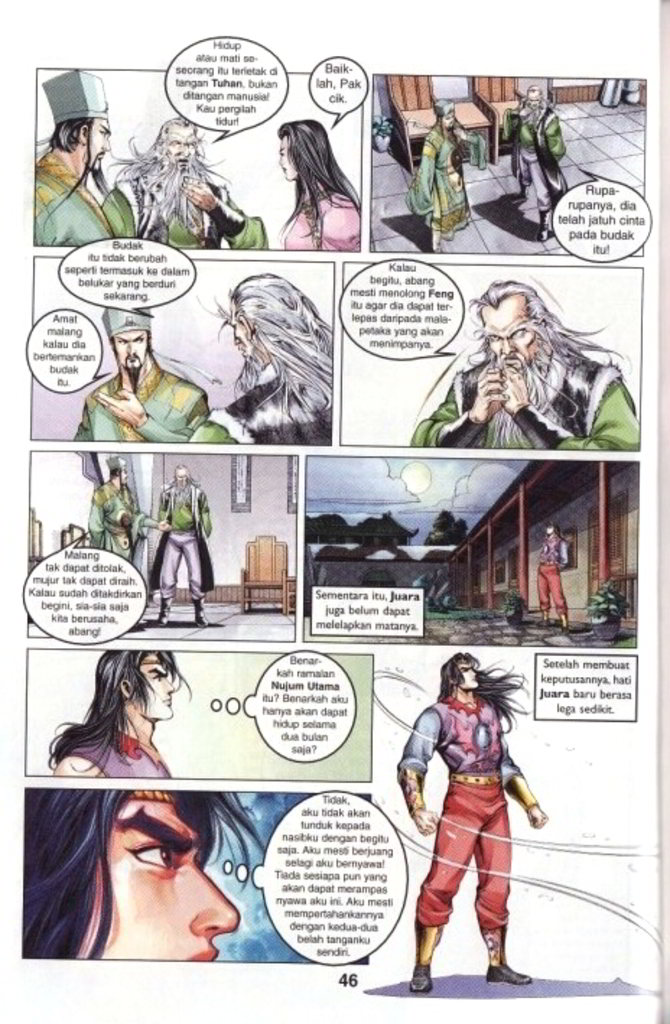 Hidup
atau mati se-
seorang itu terletak di
tangan Tuhan, bukan
ditangan manusia!
Kau pergilah
tidur!
Baik-
lah, Pak
cik.
Rupa-
rupanya, dia
telah jatuh cinta
pada budak
itu!
Budak
itu tidak berubah
seperti termasuk ke dalam
belukar yang berduri
sekarang.
Amat
malang
kalau dia
bertemankan
budak
itu.
Kalau
begitu, abang
mesti menolong Feng
itu agar dia dapat ter-
lepas daripada mala-
petaka yang akan
menimpanya.
Malang
tak dapat ditolak,
mujur tak dapat diraih.
Kalau sudah ditakdirkan
begini, sia-sia saja
kita berusaha,
abang!
Sementara itu, Juara
juga belum dapat
melelapkan matanya.
Benar-
kah ramalan
Nujum Utama
itu? Benarkah aku
hanya akan dapat
hidup selama
dua bulan
saja?
Setelah membuat
keputusannya, hati
Juara baru berasa
lega sedikit.
Tidak,
aku tidak akan
tunduk kepada
nasibku dengan begitu
saja. Aku mesti berjuang
selagi aku bernyawa!
Tiada sesiapa pun yang
akan dapat merampas
nyawa aku ini. Aku mesti
mempertahankannya
dengan kedua-dua
belah tanganku
sendiri.
46